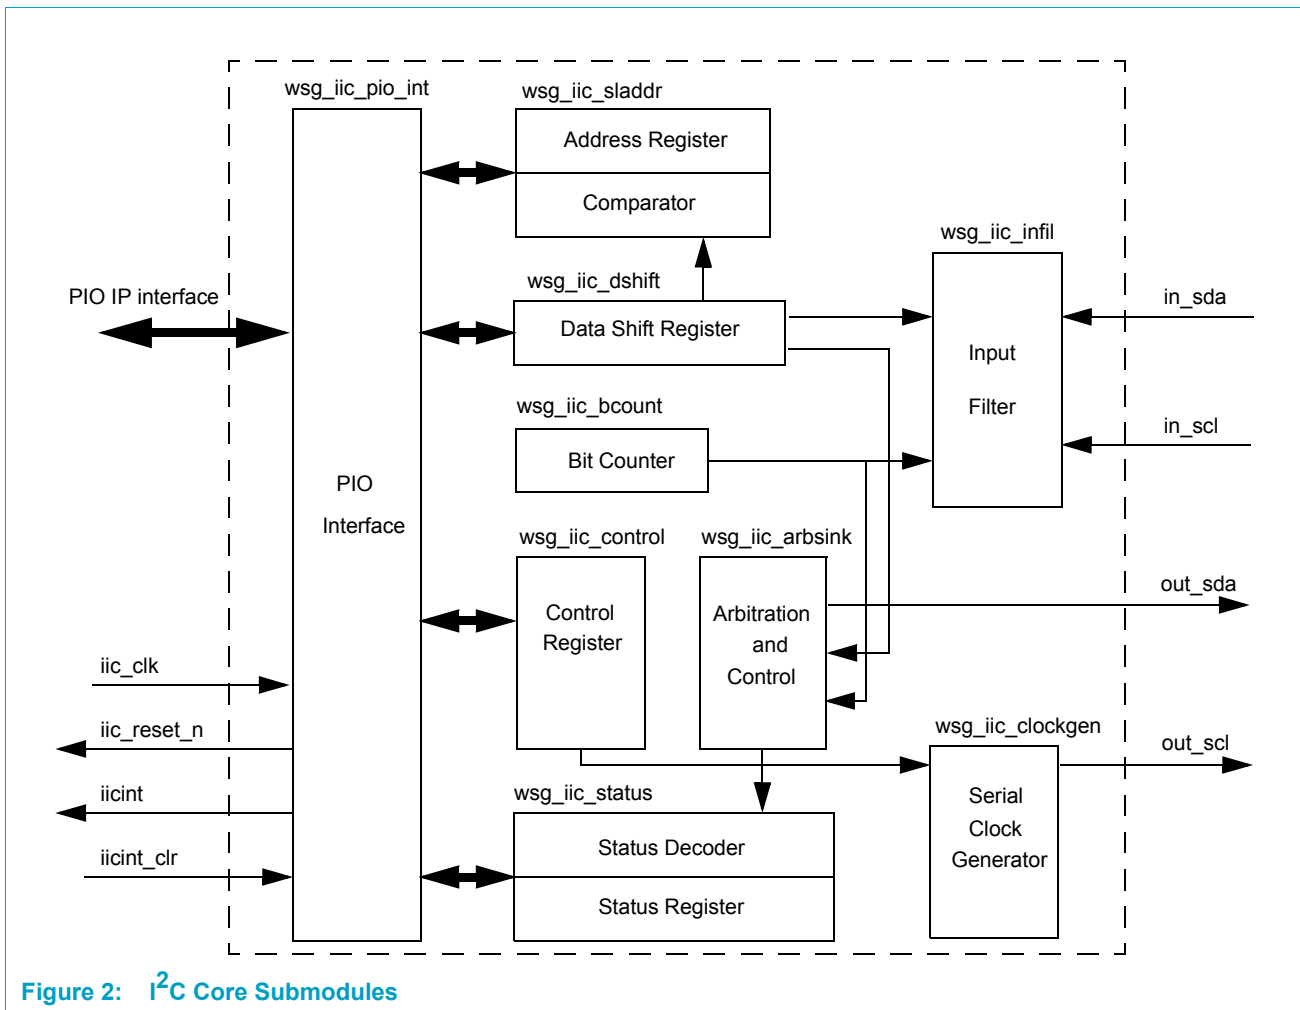 wsg_iic_pio_int
wsg_iic_sladdr
Address Register
Comparator
wsg_iic_infil
wsg_iic_dshift
PIO IP interface
in_sda
Data Shift Register
Input
Filter
wsg_iic_bcount
in_scl
Bit Counter
PIO
Interface
wsg_iic_control
wsg_iic_arbsink
out_sda
Control
Register
Arbitration
and
Control
iic_clk
iic_reset_n
wsg_iic_clockgen
out_scl
iicint
wsg_iic_status
Serial
Clock
Generator
iicint_clr
Status Decoder
Status Register
Figure 2: I2C Core Submodules